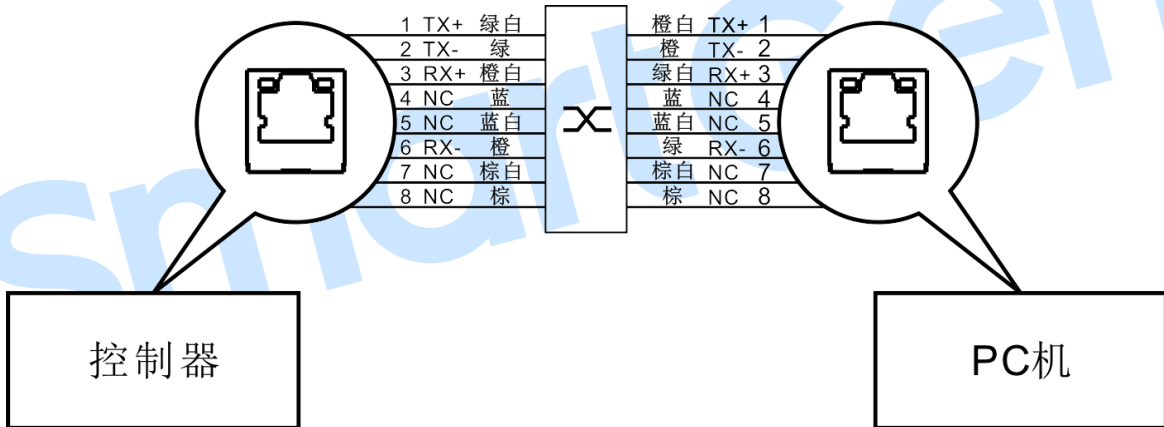 1 TX+ 绿白 橙白 TX+ 1
2 TX- 绿 橙 TX- 2
3 RX+ 橙白 绿白 RX+ 3
4 NC 蓝 蓝 NC 4
5 NC 蓝白 蓝白 NC 5
6 RX- 橙 绿 RX- 6
7 NC 棕白 棕白 NC 7
8 NC 棕 棕 NC 8
控制器 PC机
smartgen